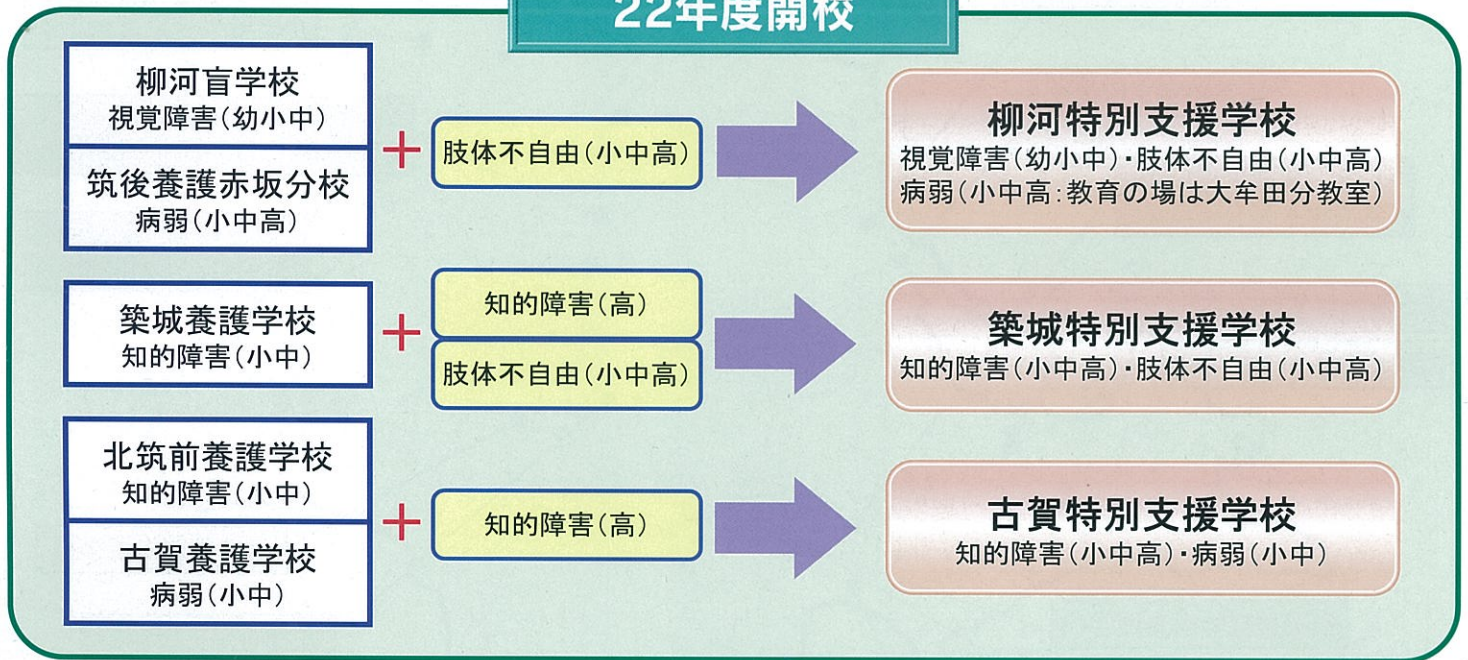 22年度開校
柳河盲学校
視覚障害(幼小中)
筑後養護赤坂分校
病弱(小中高)
+
肢体不自由(小中高)
柳河特別支援学校
視覚障害(幼小中)・肢体不自由(小中高)
病弱(小中高:教育の場は大牟田分教室)
築城養護学校
知的障害(小中)
+
知的障害(高)
肢体不自由(小中高)
築城特別支援学校
知的障害(小中高)・肢体不自由(小中高)
北筑前養護学校
知的障害(小中)
古賀養護学校
病弱(小中)
+
知的障害(高)
古賀特別支援学校
知的障害(小中高)・病弱(小中)